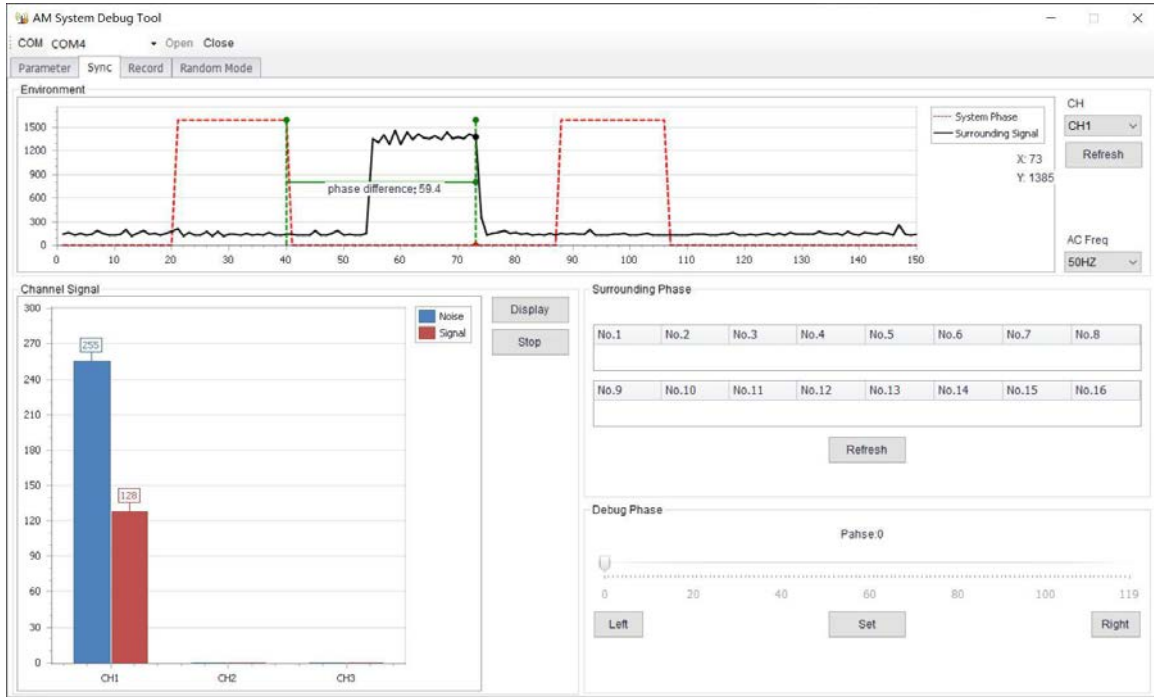 AM System Debug Tool
COM COM4 Open Close
Parameter Sync Record Random Mode
Environment
1500
1200
900
600
300
0
0 10 20 30 40 50 60 70 80 90 100 110 120 130 140 150
phase difference: 59.4
System Phase
Surrounding Signal
X: 73
Y: 1385
CH
CH1
Refresh
AC Freq
50HZ
Channel Signal
300
270
240
210
180
150
120
90
60
30
0
255
128
CH1 CH2 CH3
Noise
Signal
Display
Stop
Surrounding Phase
No.1 No.2 No.3 No.4 No.5 No.6 No.7 No.8
No.9 No.10 No.11 No.12 No.13 No.14 No.15 No.16
Refresh
Debug Phase
Pahse:0
0 20 40 60 80 100 119
Left Set Right